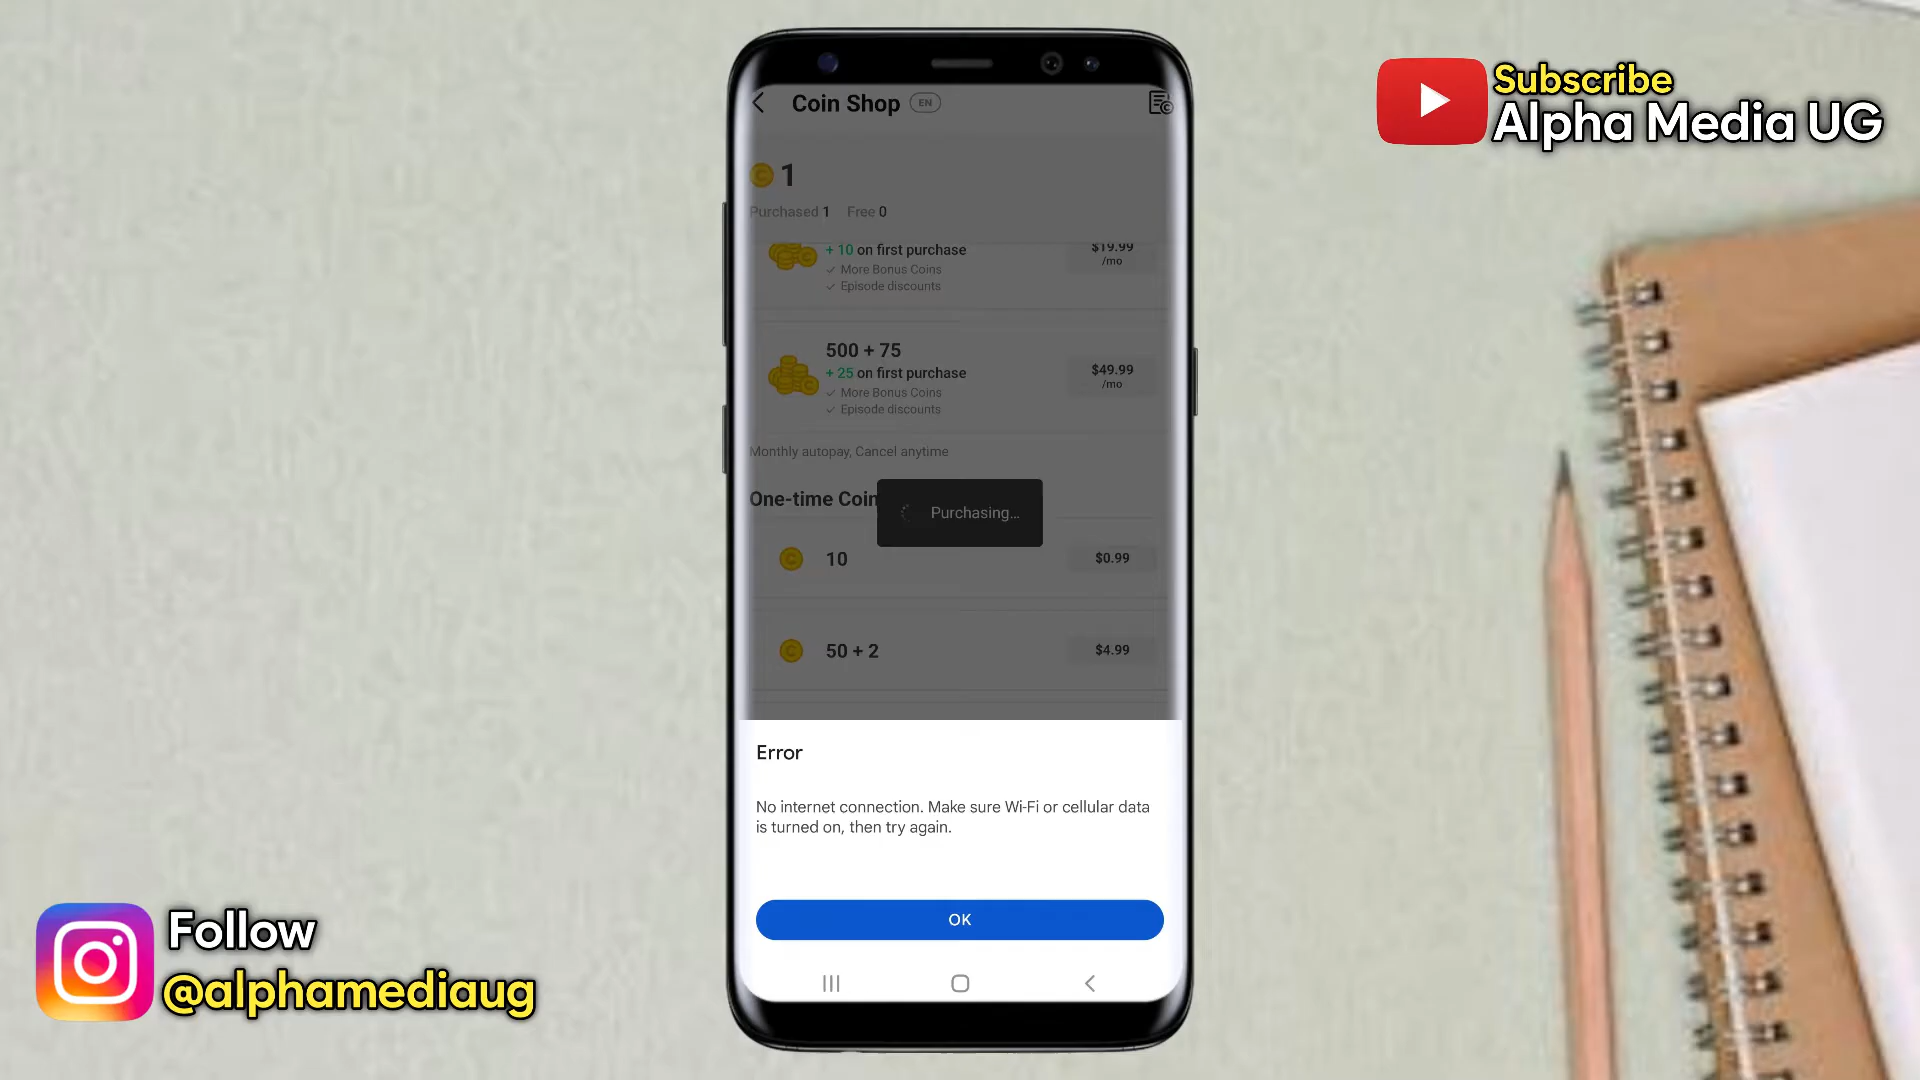 Coin Shop EN
1
Purchased 1 Free 0
+ 10 on first purchase
$19.99
/mo
More Bonus Coins
Episode discounts
500 + 75
+ 25 on first purchase
$49.99
/mo
More Bonus Coins
Episode discounts
Monthly autopay, Cancel anytime
One-time Coin
Purchasing...
10
$0.99
50 + 2
$4.99
Error
No internet connection. Make sure Wi-Fi or cellular data
is turned on, then try again.
OK
Subscribe
Alpha Media UG
Follow
@alphamediaug